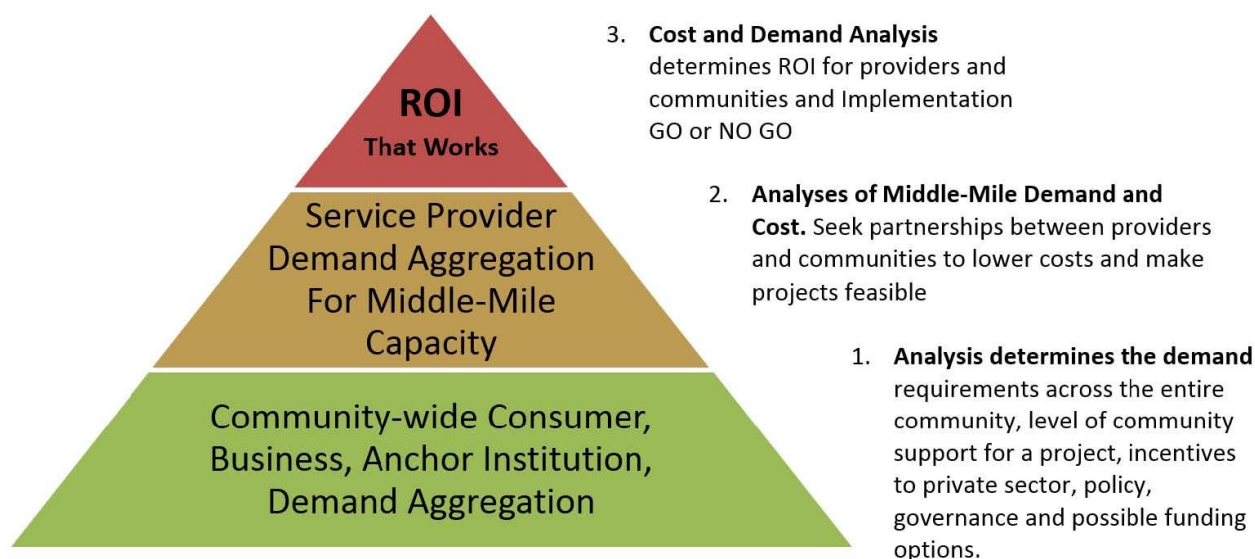 ROI
That Works
Service Provider
Demand Aggregation
For Middle-Mile
Capacity
Community-wide Consumer,
Business, Anchor Institution,
Demand Aggregation
3. Cost and Demand Analysis
determines ROI for providers and
communities and Implementation
GO or NO GO
2. Analyses of Middle-Mile Demand and
Cost. Seek partnerships between providers
and communities to lower costs and make
projects feasible
1. Analysis determines the demand
requirements across the entire
community, level of community
support for a project, incentives
to private sector, policy,
governance and possible funding
options.